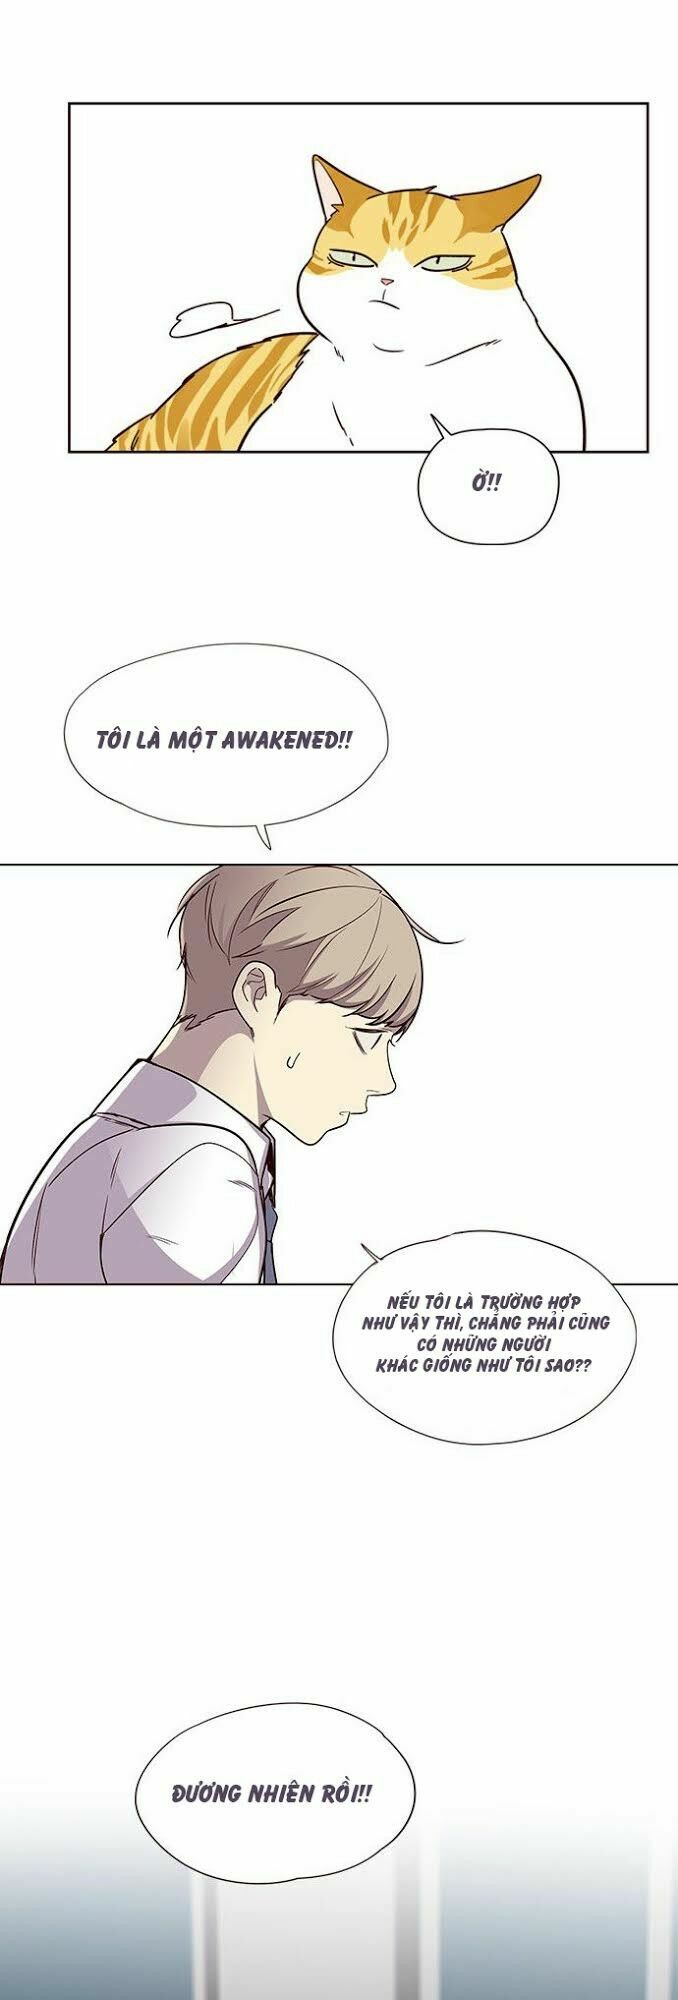 Ờ!!
TÔI LÀ MỘT AWAKENED!!
NẾU TÔI LÀ TRƯỜNG HỢP
NHƯ VẬY THÌ, CHẲNG PHẢI CŨNG
CÓ NHỮNG NGƯỜI
KHÁC GIỐNG NHƯ TÔI SAO??
ĐƯƠNG NHIÊN RỒI!!